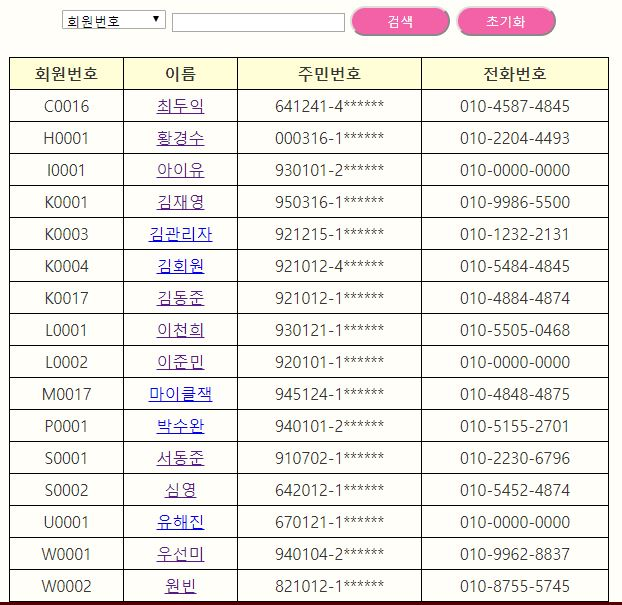 회원번호 검색 초기화
회원번호 이름 주민번호 전화번호
C0016 최두익 641241-4****** 010-4587-4845
H0001 황경수 000316-1****** 010-2204-4493
I0001 아이유 930101-2****** 010-0000-0000
K0001 김재영 950316-1****** 010-9986-5500
K0003 김관리자 921215-1****** 010-1232-2131
K0004 김회원 921012-4****** 010-5484-4845
K0017 김동준 921012-1****** 010-4884-4874
L0001 이천희 930121-1****** 010-5505-0468
L0002 이준민 920101-1****** 010-0000-0000
M0017 마이클잭 945124-1****** 010-4848-4875
P0001 박수완 940101-2****** 010-5155-2701
S0001 서동준 910702-1****** 010-2230-6796
S0002 심영 642012-1****** 010-5452-4874
U0001 유해진 670121-1****** 010-0000-0000
W0001 우선미 940104-2****** 010-9962-8837
W0002 원빈 821012-1****** 010-8755-5745